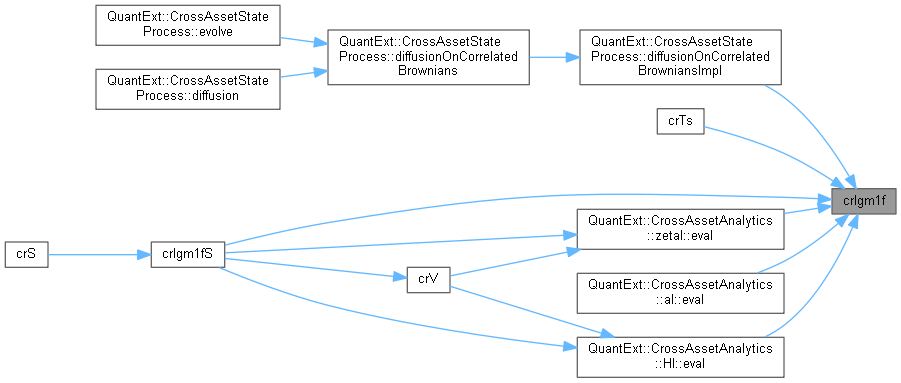 QuantExt::CrossAssetState
Process::evolve
QuantExt::CrossAssetState
Process::diffusion
QuantExt::CrossAssetState
Process::diffusionOnCorrelated
Brownians
QuantExt::CrossAssetState
Process::diffusionOnCorrelated
BrowniansImpl
crTs
crlgm1f
QuantExt::CrossAssetAnalytics
::zetal::eval
crS
crlgm1fS
crV
QuantExt::CrossAssetAnalytics
::al::eval
QuantExt::CrossAssetAnalytics
::Hl::eval